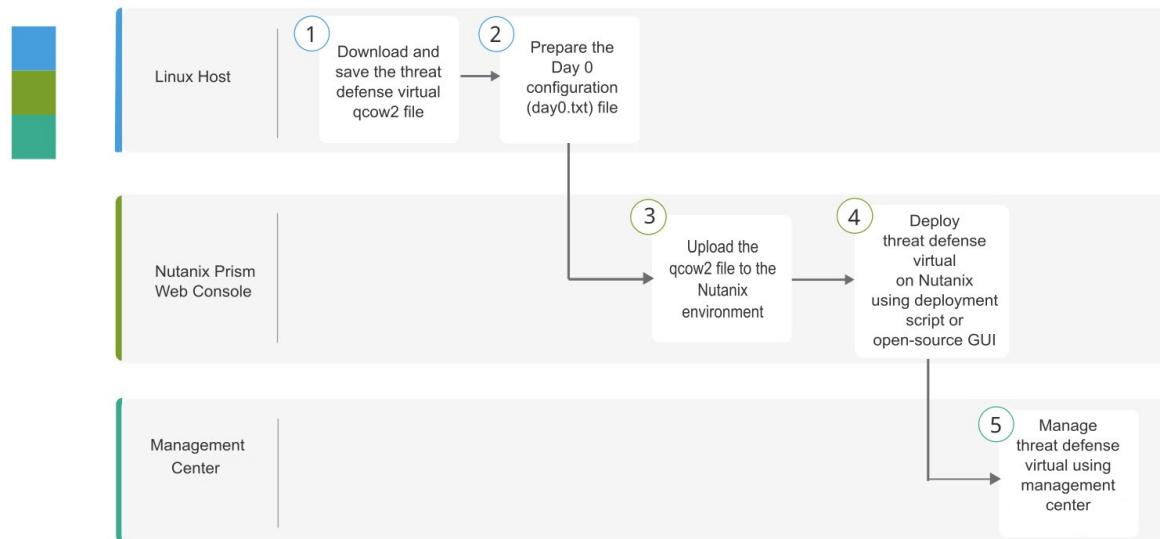 Linux Host
1
Download and
save the threat
defense virtual
qcow2 file
2
Prepare the
Day 0
configuration
(day0.txt) file
Nutanix Prism
Web Console
3
Upload the
qcow2 file to the
Nutanix
environment
4
Deploy
threat defense
virtual
on Nutanix
using deployment
script or
open-source GUI
Management
Center
5
Manage
threat defense
virtual using
management
center